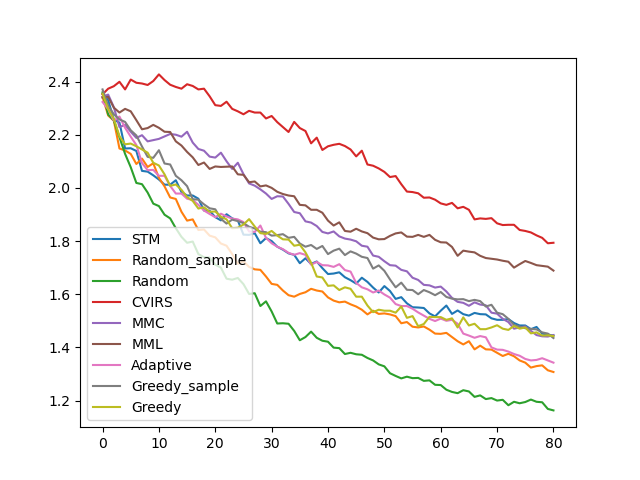 2.4
2.2
2.0
1.8
1.6
1.4
1.2
STM
Random_sample
Random
CVIRS
MMC
MML
Adaptive
Greedy_sample
Greedy
0 10 20 30 40 50 60 70 80